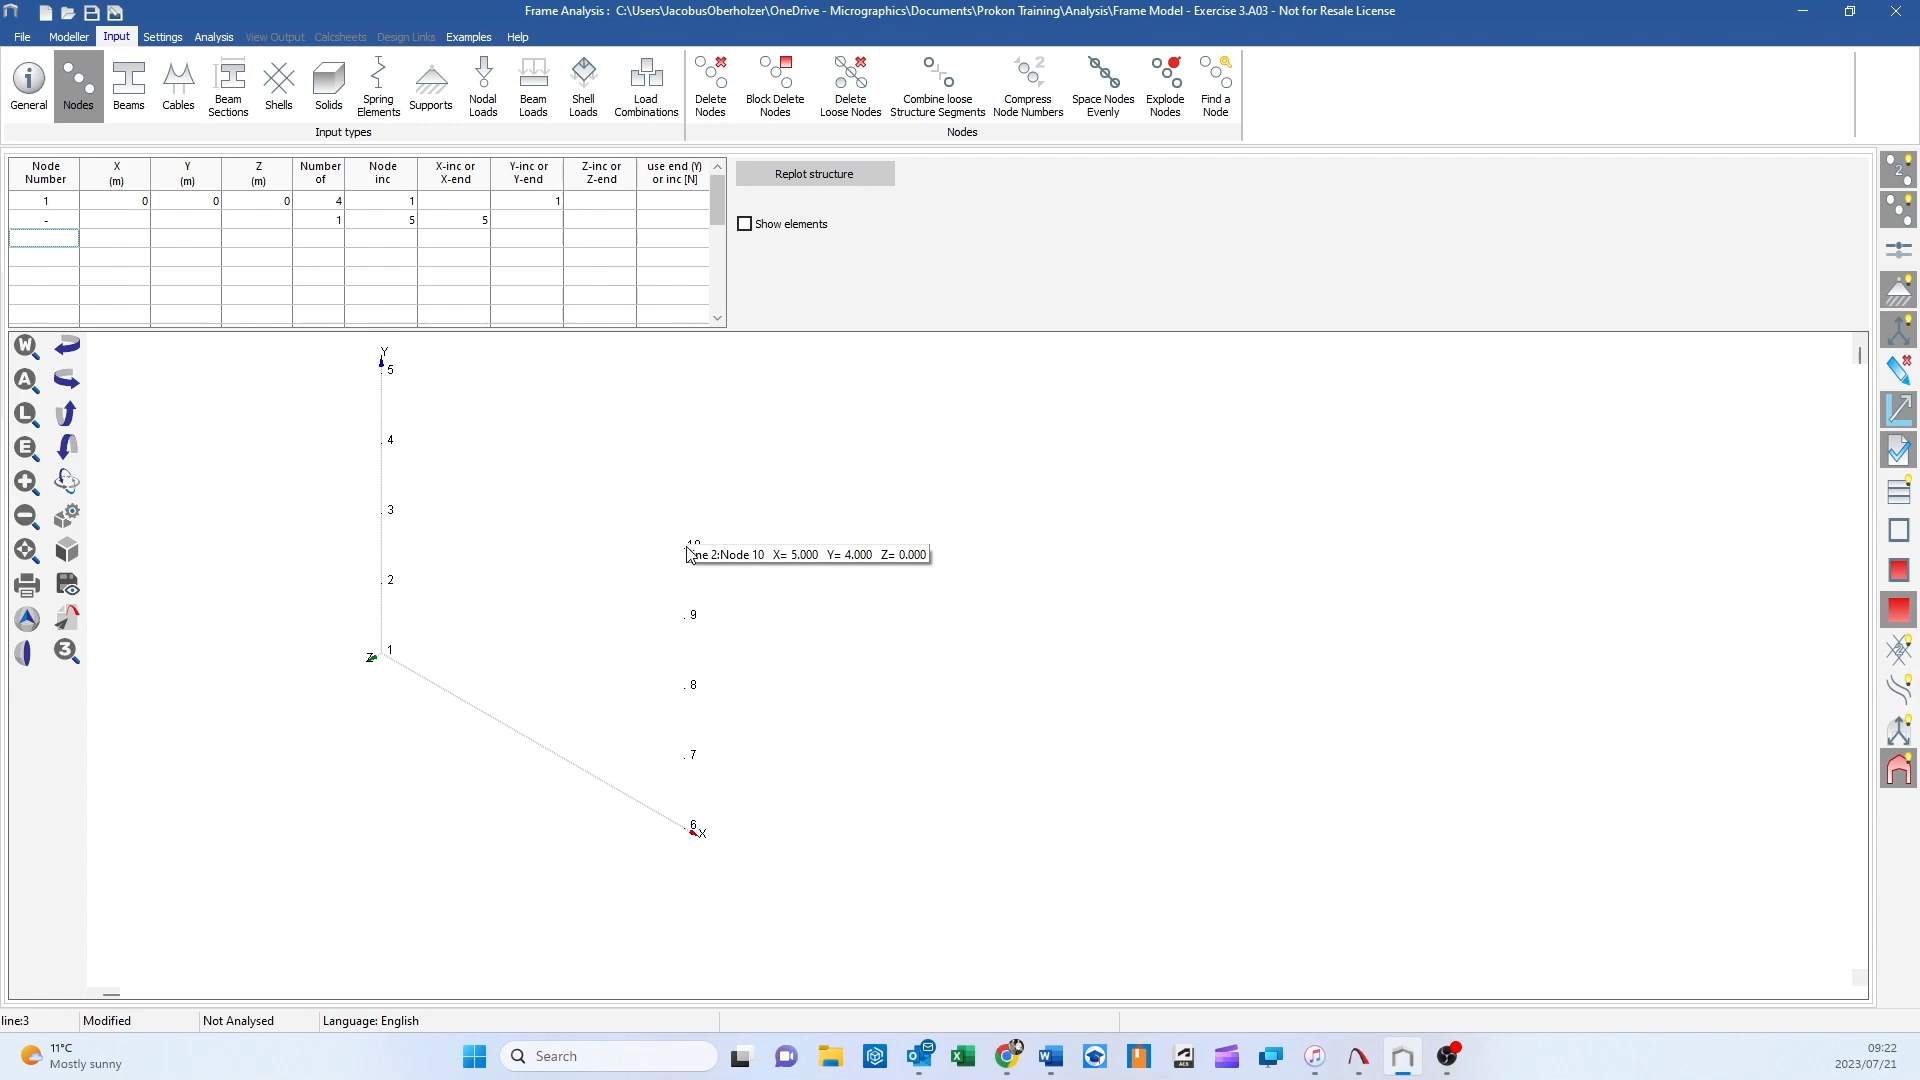 Frame Analysis : C:\Users\JacobusOberholzer\OneDrive - Micrographics\Documents\Prokon Training\Analysis\Frame Model - Exercise 3.A03 - Not for Resale License
File Modeller Input Settings Analysis View Output Calcsheets Design Links Examples Help
General Nodes Beams Cables Beam Sections Shells Solids Spring Elements Supports Nodal Loads Beam Loads Shell Loads Load Combinations
Delete Nodes Block Delete Nodes Delete Loose Nodes Combine loose Structure Segments Compress Node Numbers Space Nodes Evenly Explode Nodes Find a Node
Input types Nodes
Node Number X (m) Y (m) Z (m) Number of Node inc X-inc or X-end Y-inc or Y-end Z-inc or Z-end use end (Y) or inc [N]
1 0 0 0 4 1 1
- 1 5 5
Replot structure
Show elements
W
A
L
E
3
Y
5
4
3
2
1
Z
ine 2:Node 10 X= 5.000 Y= 4.000 Z= 0.000
9
8
7
6
X
line:3 Modified Not Analysed Language: English
11°C
Mostly sunny
Search
09:22
2023/07/21